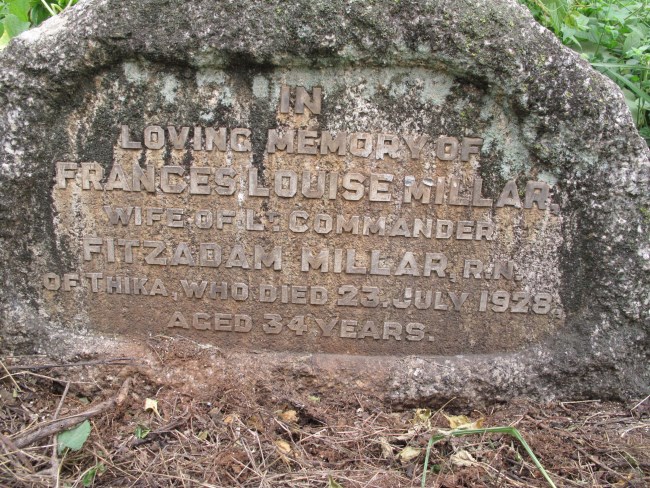 IN
LOVING MEMORY OF
FRANCES LOUISE MILLAR,
WIFE OF LT. COMMANDER
FITZADAM MILLAR, R.N.,
OF THIKA, WHO DIED 23. JULY 1928.
AGED 34 YEARS.